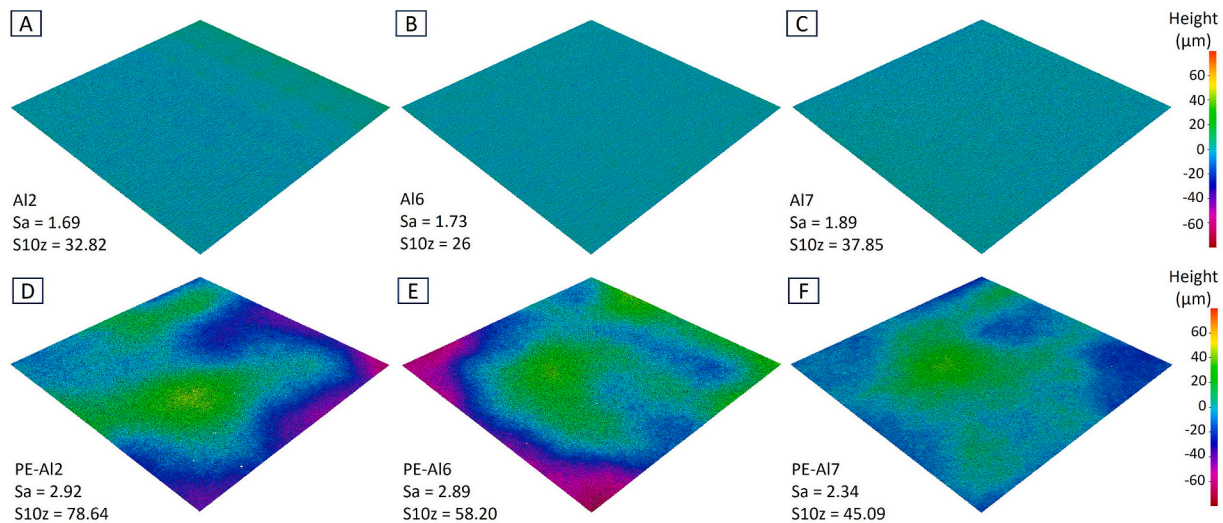 A
B
C
Height
(µm)
60
40
20
0
-20
-40
-60
Al2
Sa = 1.69
S10z = 32.82
Al6
Sa = 1.73
S10z = 26
Al7
Sa = 1.89
S10z = 37.85
D
E
F
Height
(µm)
60
40
20
0
-20
-40
-60
PE-Al2
Sa = 2.92
S10z = 78.64
PE-Al6
Sa = 2.89
S10z = 58.20
PE-Al7
Sa = 2.34
S10z = 45.09